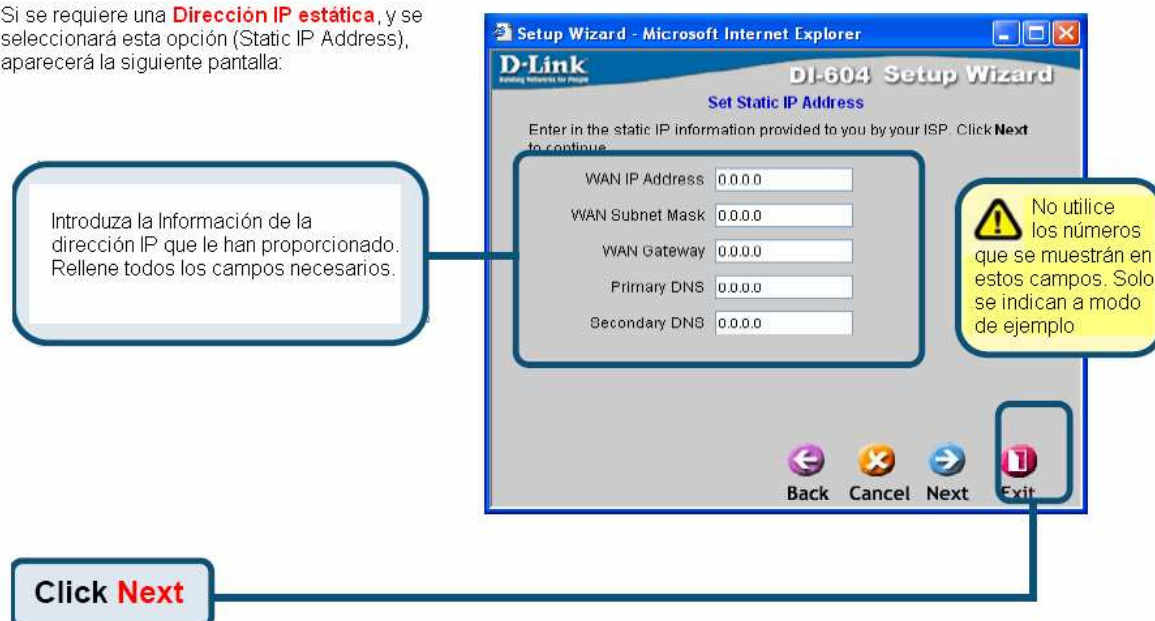 Si se requiere una Dirección IP estática, y se
seleccionará esta opción (Static IP Address),
aparecerá la siguiente pantalla:
Setup Wizard - Microsoft Internet Explorer
D-Link
Building Networks for People
DI-604 Setup Wizard
Set Static IP Address
Enter in the static IP information provided to you by your ISP. Click Next
to continue
WAN IP Address 0.0.0.0
WAN Subnet Mask 0.0.0.0
WAN Gateway 0.0.0.0
Primary DNS 0.0.0.0
Secondary DNS 0.0.0.0
Introduza la Información de la
dirección IP que le han proporcionado.
Rellene todos los campos necesarios.
No utilice
los números
que se muestrán en
estos campos. Solo
se indican a modo
de ejemplo
Back Cancel Next Exit
Click Next